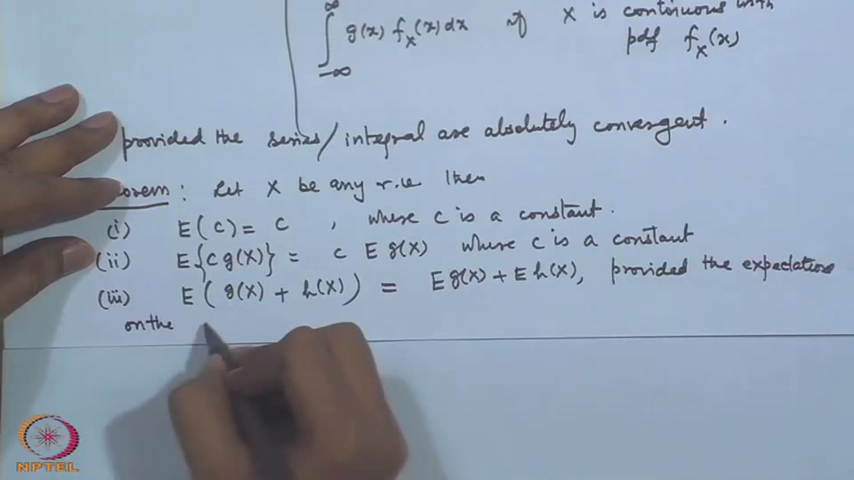 ∫_{-∞}^{∞} g(x) f_X(x) dx if X is continuous with
pdf f_X(x)
provided the series/integral are absolutely convergent.
: Let X be any r.v. then
(i) E(c) = c , where c is a constant.
(ii) E{c g(X)} = c E g(X) where c is a constant
(iii) E(g(X) + h(X)) = E g(X) + E h(X), provided the expectations
on the
NPTEL